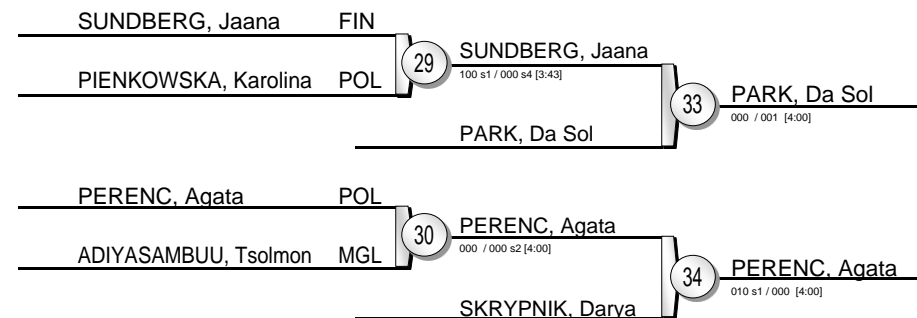 SUNDBERG, Jaana FIN
PIENKOWSKA, Karolina POL
29
SUNDBERG, Jaana
100 s1 / 000 s4 [3:43]
PARK, Da Sol
33
PARK, Da Sol
000 / 001 [4:00]
PERENC, Agata POL
ADIYASAMBUU, Tsolmon MGL
30
PERENC, Agata
000 / 000 s2 [4:00]
SKRYPNIK, Darya
34
PERENC, Agata
010 s1 / 000 [4:00]